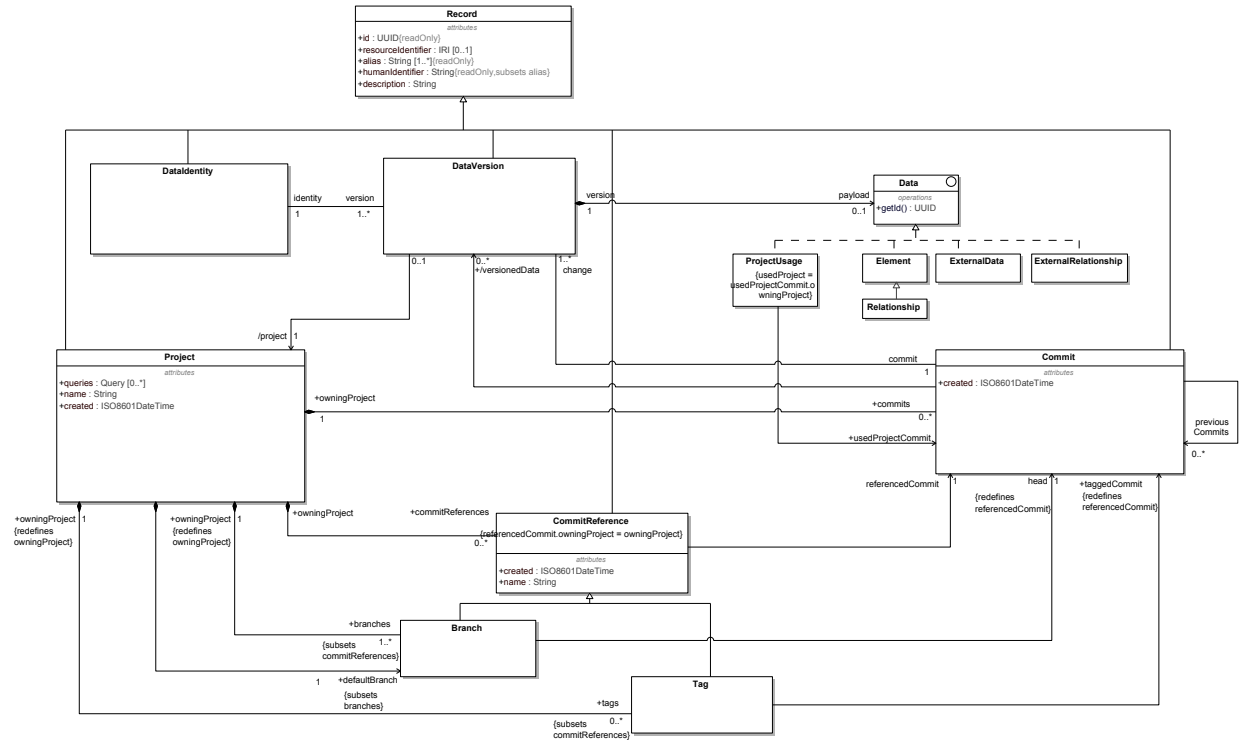 Record
attributes
+id : UUID{readOnly}
+resourceIdentifier : IRI [0..1]
+alias : String [1..*]{readOnly}
+humanIdentifier : String{readOnly,subsets alias}
+description : String
DataIdentity
identity
1
version
1..*
DataVersion
version
1
payload
0..1
Data
operations
+getId() : UUID
ProjectUsage
{usedProject =
usedProjectCommit.o
wningProject}
Element
ExternalData
ExternalRelationship
Relationship
0..1
0..*
+/versionedData
1..*
change
/project
1
Project
attributes
+queries : Query [0..*]
+name : String
+created : ISO8601DateTime
commit
1
Commit
attributes
+created : ISO8601DateTime
+owningProject
1
+commits
0..*
+usedProjectCommit
previous
Commits
0..*
referencedCommit
1
{redefines
referencedCommit}
head
1
+taggedCommit
{redefines
referencedCommit}
1
+owningProject
1
{redefines
owningProject}
+owningProject
1
{redefines
owningProject}
+owningProject
+commitReferences
0..*
CommitReference
{referencedCommit.owningProject = owningProject}
attributes
+created : ISO8601DateTime
+name : String
+branches
1..*
{subsets
commitReferences}
Branch
1
+defaultBranch
{subsets
branches}
Tag
+tags
0..*
{subsets
commitReferences}